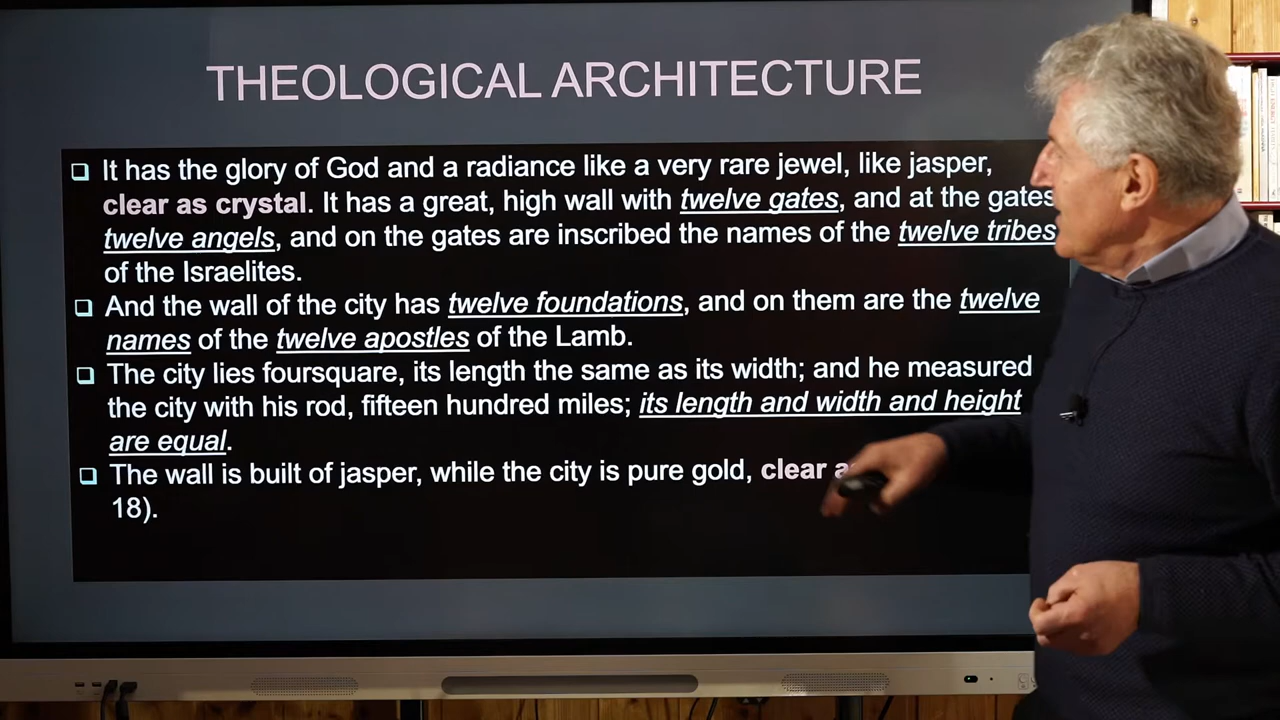 THEOLOGICAL ARCHITECTURE
It has the glory of God and a radiance like a very rare jewel, like jasper,
clear as crystal. It has a great, high wall with twelve gates, and at the gates
twelve angels, and on the gates are inscribed the names of the twelve tribes
of the Israelites.
And the wall of the city has twelve foundations, and on them are the twelve
names of the twelve apostles of the Lamb.
The city lies foursquare, its length the same as its width; and he measured
the city with his rod, fifteen hundred miles; its length and width and height
are equal.
The wall is built of jasper, while the city is pure gold, clear
18).